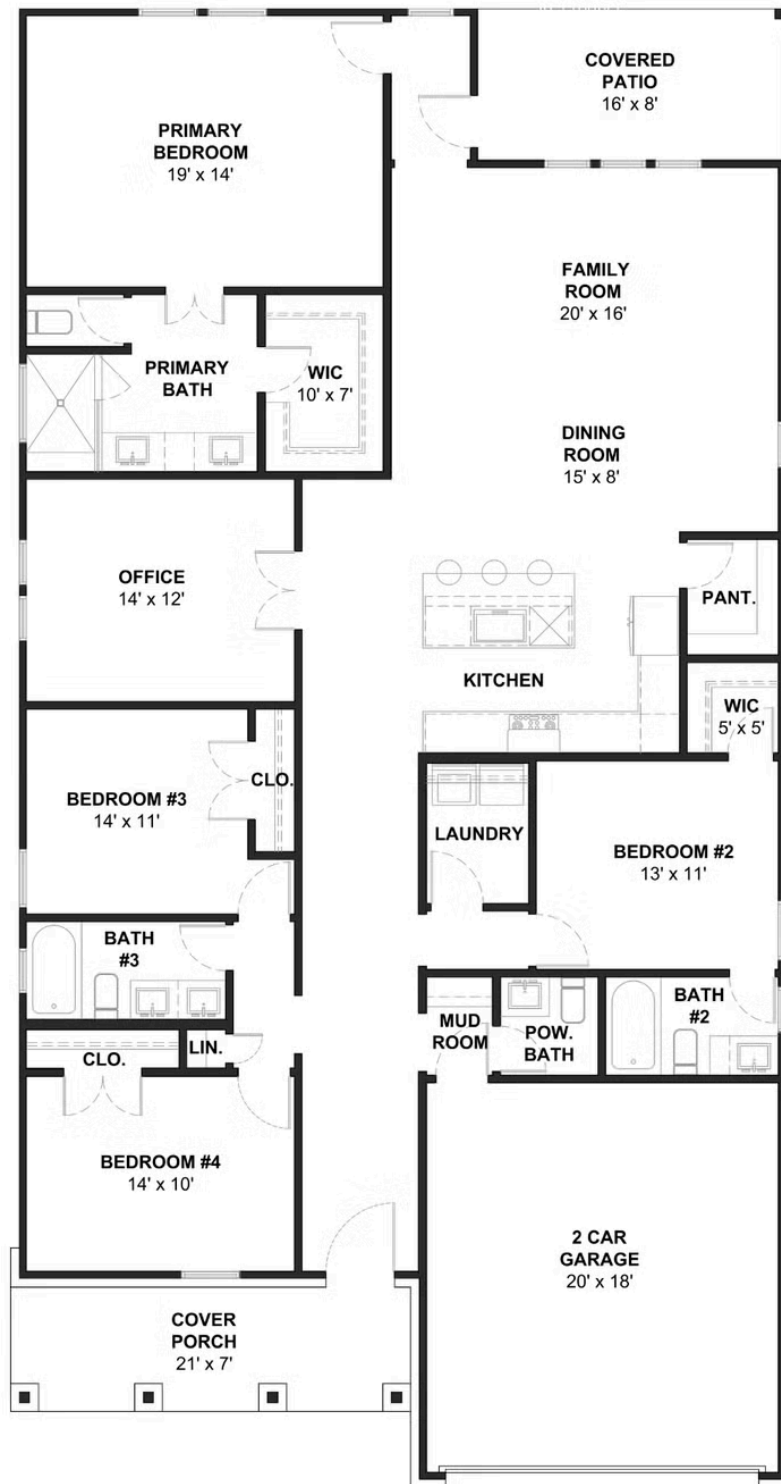 COVERED
PATIO
16' x 8'
PRIMARY
BEDROOM
19' x 14'
FAMILY
ROOM
20' x 16'
PRIMARY
BATH
WIC
10' x 7'
DINING
ROOM
15' x 8'
OFFICE
14' x 12'
PANT.
KITCHEN
WIC
5' x 5'
BEDROOM #3
14' x 11'
CLO.
LAUNDRY
BEDROOM #2
13' x 11'
BATH
#3
MUD
ROOM
POW.
BATH
BATH
#2
CLO.
LIN.
BEDROOM #4
14' x 10'
2 CAR
GARAGE
20' x 18'
COVER
PORCH
21' x 7'